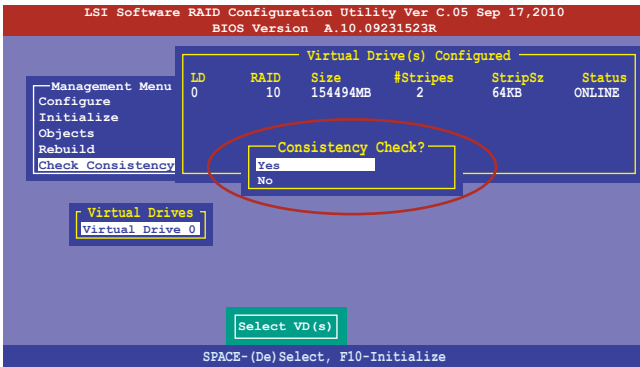 LSI Software RAID Configuration Utility Ver C.05 Sep 17,2010
BIOS Version A.10.09231523R
Virtual Drive(s) Configured
LD RAID Size #Stripes StripSz Status
0 10 154494MB 2 64KB ONLINE
Management Menu
Configure
Initialize
Objects
Rebuild
Check Consistency
Consistency Check?
Yes
No
Virtual Drives
Virtual Drive 0
Select VD(s)
SPACE-(De)Select, F10-Initialize